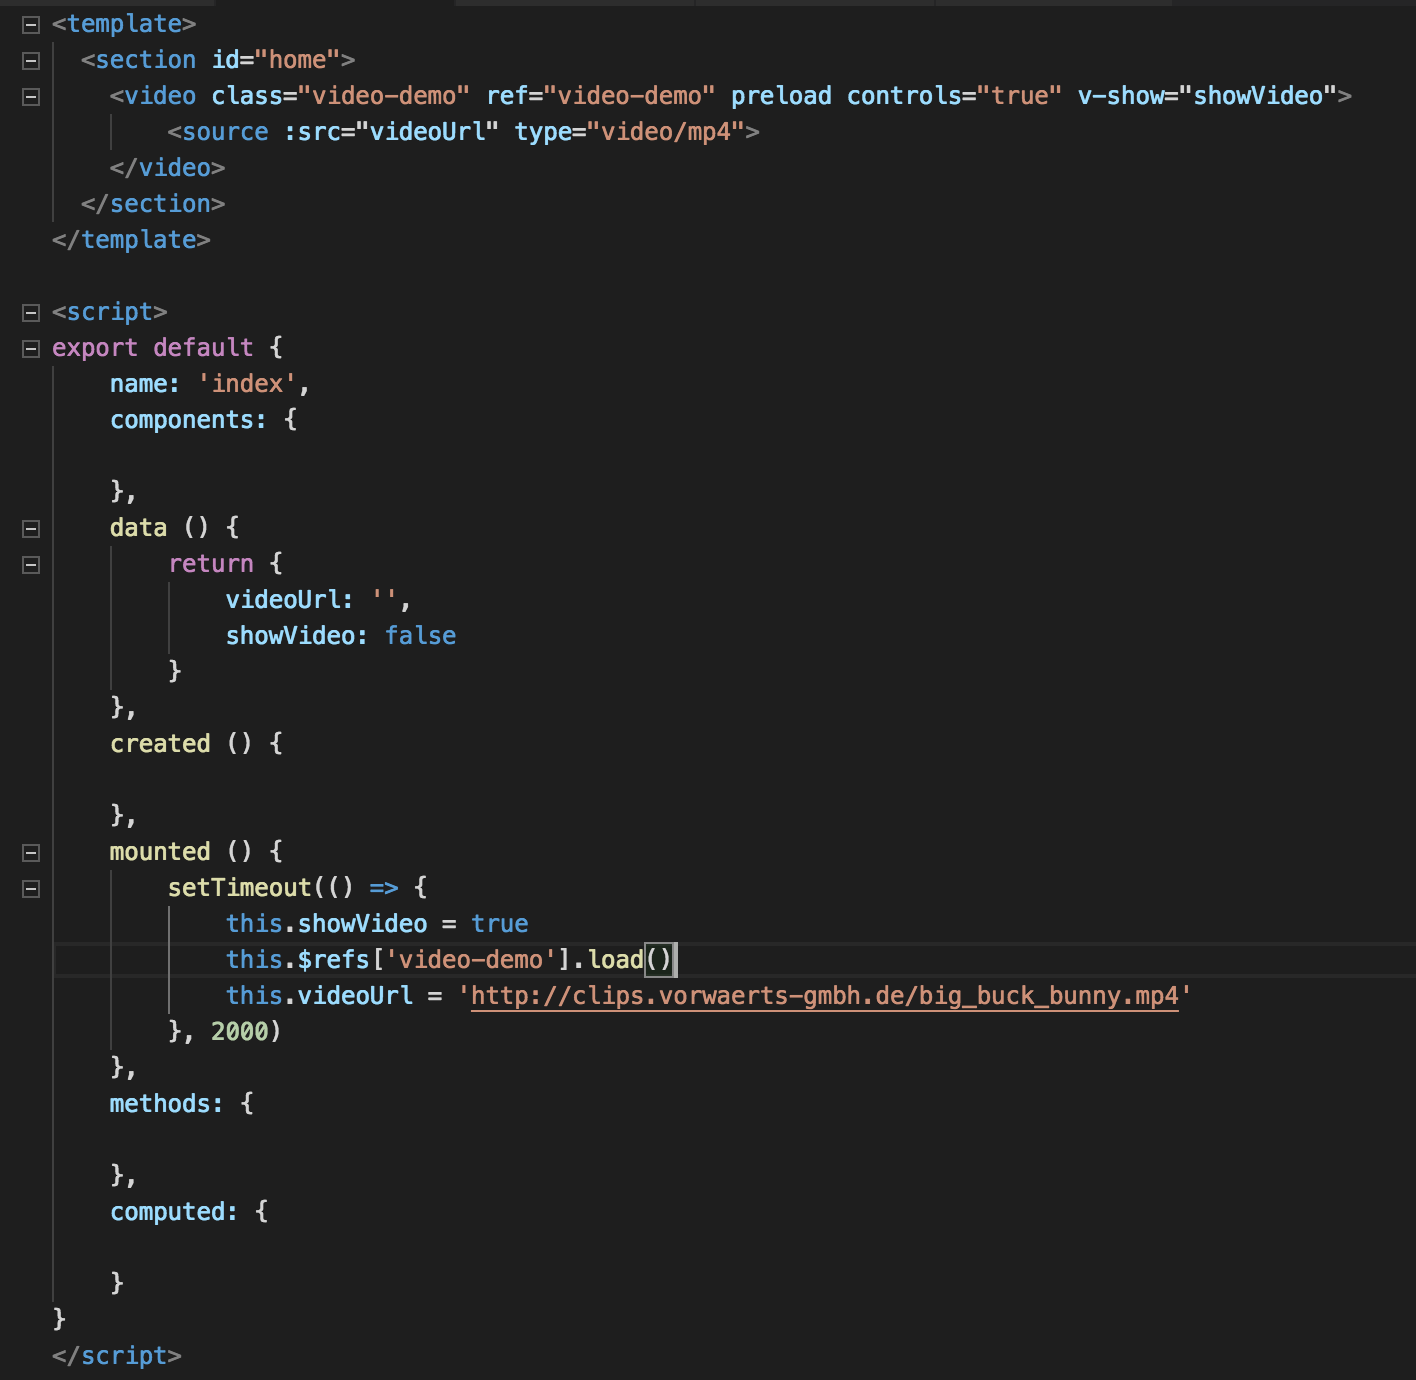 <template>
<section id="home">
<video class="video-demo" ref="video-demo" preload controls="true" v-show="showVideo">
<source :src="videoUrl" type="video/mp4">
</video>
</section>
</template>
<script>
export default {
name: 'index',
components: {
},
data () {
return {
videoUrl: '',
showVideo: false
}
},
created () {
},
mounted () {
setTimeout(() => {
this.showVideo = true
this.$refs['video-demo'].load()
this.videoUrl = 'http://clips.vorwaerts-gmbh.de/big_buck_bunny.mp4'
}, 2000)
},
methods: {
},
computed: {
}
}
</script>